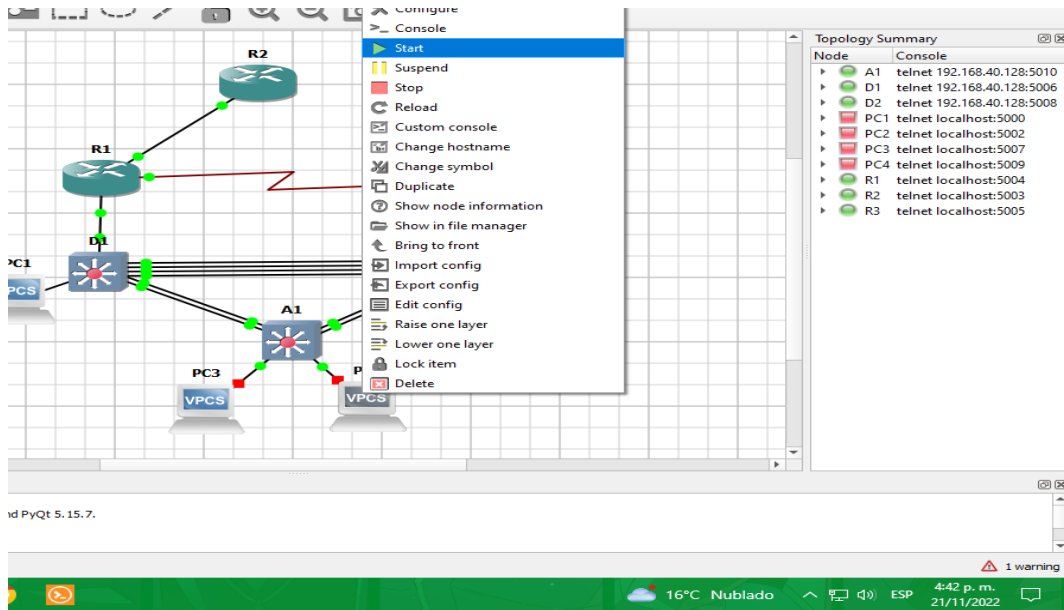 Configure
Console
Start
Suspend
Stop
Reload
Custom console
Change hostname
Change symbol
Duplicate
Show node information
Show in file manager
Bring to front
Import config
Export config
Edit config
Raise one layer
Lower one layer
Lock item
Delete
R2
R1
D1
PC1
VPCS
A1
PC3
VPCS
P
VPCS
Topology Summary
Node Console
A1 telnet 192.168.40.128:5010
D1 telnet 192.168.40.128:5006
D2 telnet 192.168.40.128:5008
PC1 telnet localhost:5000
PC2 telnet localhost:5002
PC3 telnet localhost:5007
PC4 telnet localhost:5009
R1 telnet localhost:5004
R2 telnet localhost:5003
R3 telnet localhost:5005
nd PyQt 5.15.7.
1 warning
16°C Nublado
ESP
4:42 p. m.
21/11/2022